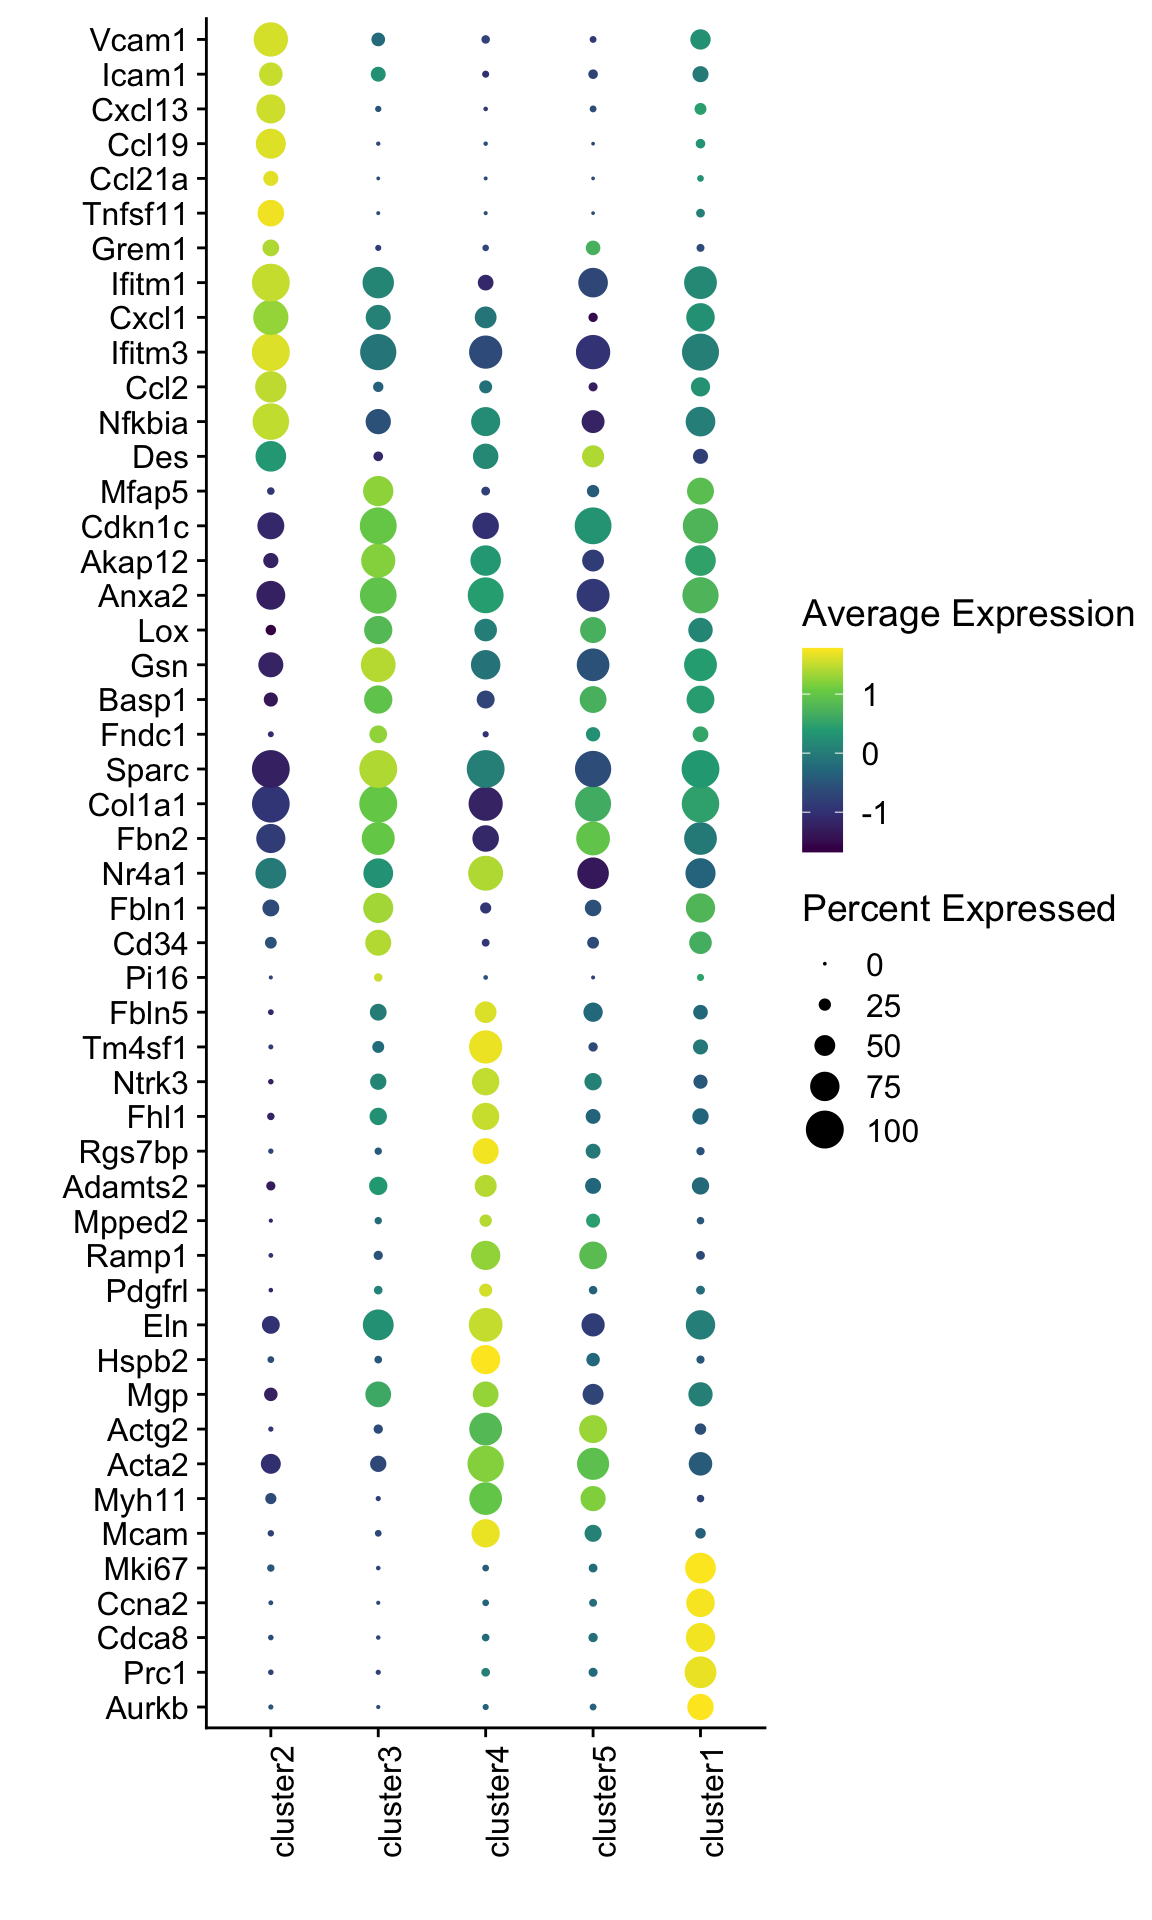 Vcam1
Icam1
Cxcl13
Ccl19
Ccl21a
Tnfsf11
Grem1
Ifitm1
Cxcl1
Ifitm3
Ccl2
Nfkbia
Des
Mfap5
Cdkn1c
Akap12
Anxa2
Lox
Gsn
Basp1
Fndc1
Sparc
Col1a1
Fbn2
Nr4a1
Fbln1
Cd34
Pi16
Fbln5
Tm4sf1
Ntrk3
Fhl1
Rgs7bp
Adamts2
Mpped2
Ramp1
Pdgfrl
Eln
Hspb2
Mgp
Actg2
Acta2
Myh11
Mcam
Mki67
Ccna2
Cdca8
Prc1
Aurkb
cluster2
cluster3
cluster4
cluster5
cluster1
Average Expression
1
0
-1
Percent Expressed
0
25
50
75
100